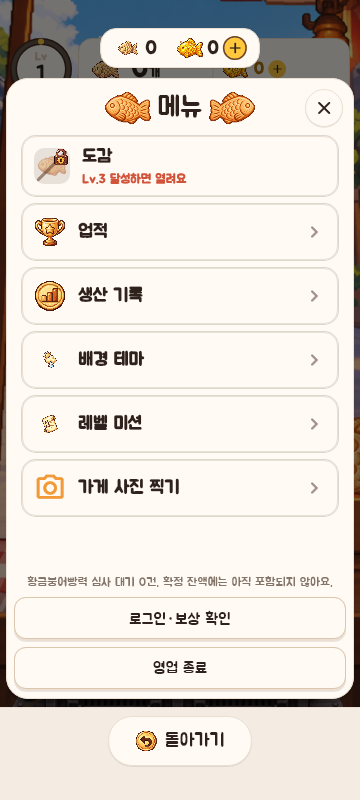 0 0
Lv
1
메뉴
도감
Lv.3 달성하면 열려요
업적
생산 기록
배경 테마
레벨 미션
가게 사진 찍기
황금붕어빵력 심사 대기 0건, 확정 잔액에는 아직 포함되지 않아요.
로그인·보상 확인
영업 종료
돌아가기